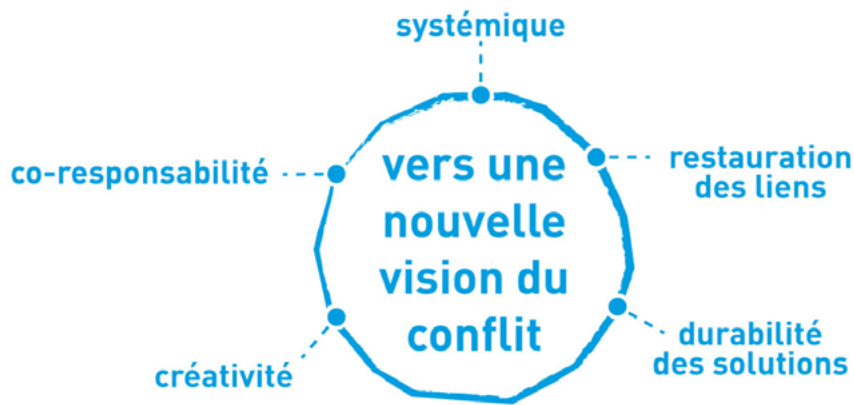 systémique
co-responsabilité
vers une
nouvelle
vision du
conflit
restauration
des liens
durabilité
des solutions
créativité